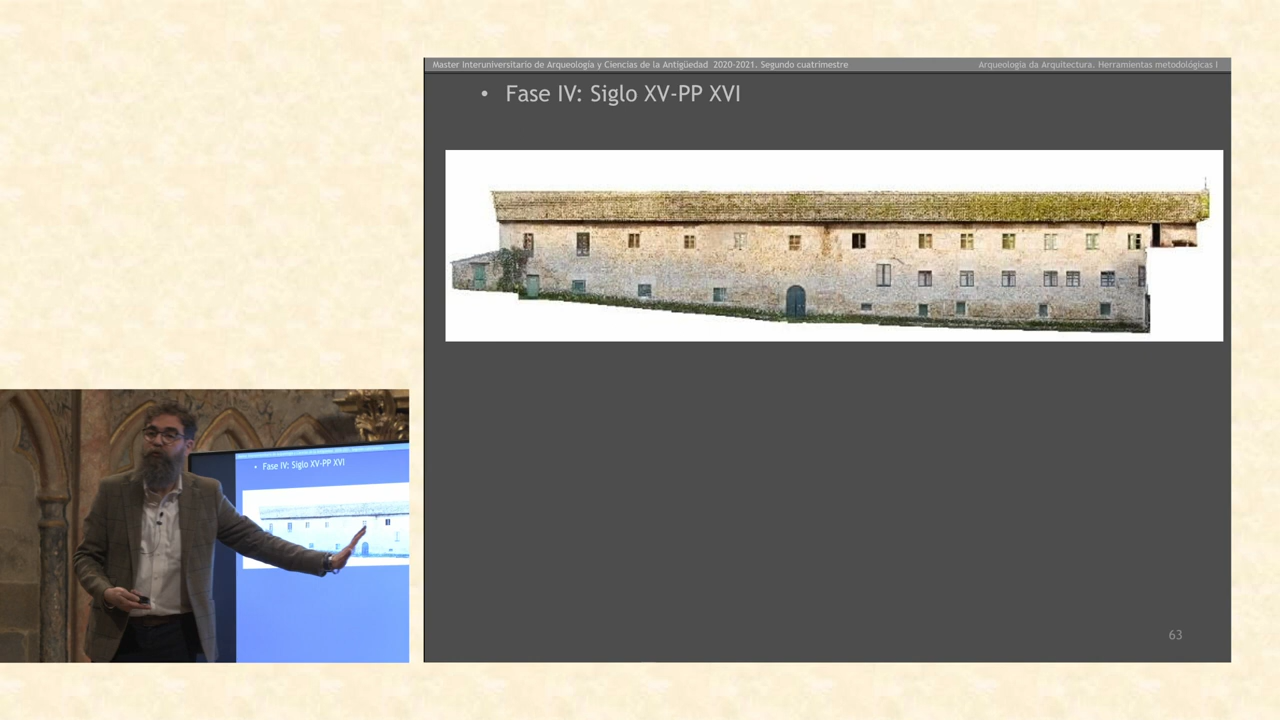 Master Interuniversitario de Arqueología y Ciencias de la Antigüedad 2020-2021. Segundo cuatrimestre
Arqueología da Arquitectura. Herramientas metodológicas I
• Fase IV: Siglo XV-PP XVI
63
• Fase IV: Siglo XV-PP XVI